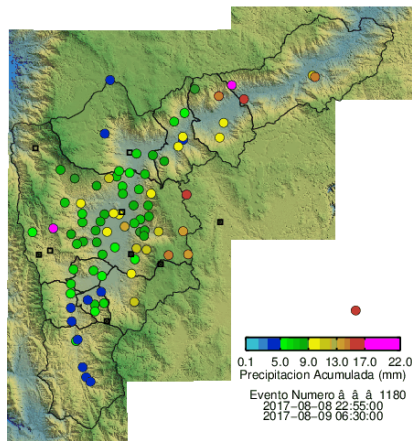 0.1 5.0 9.0 13.0 17.0 22.0
Precipitacion Acumulada (mm)
Evento Numero â â â 1180
2017-08-08 22:55:00
2017-08-09 06:30:00